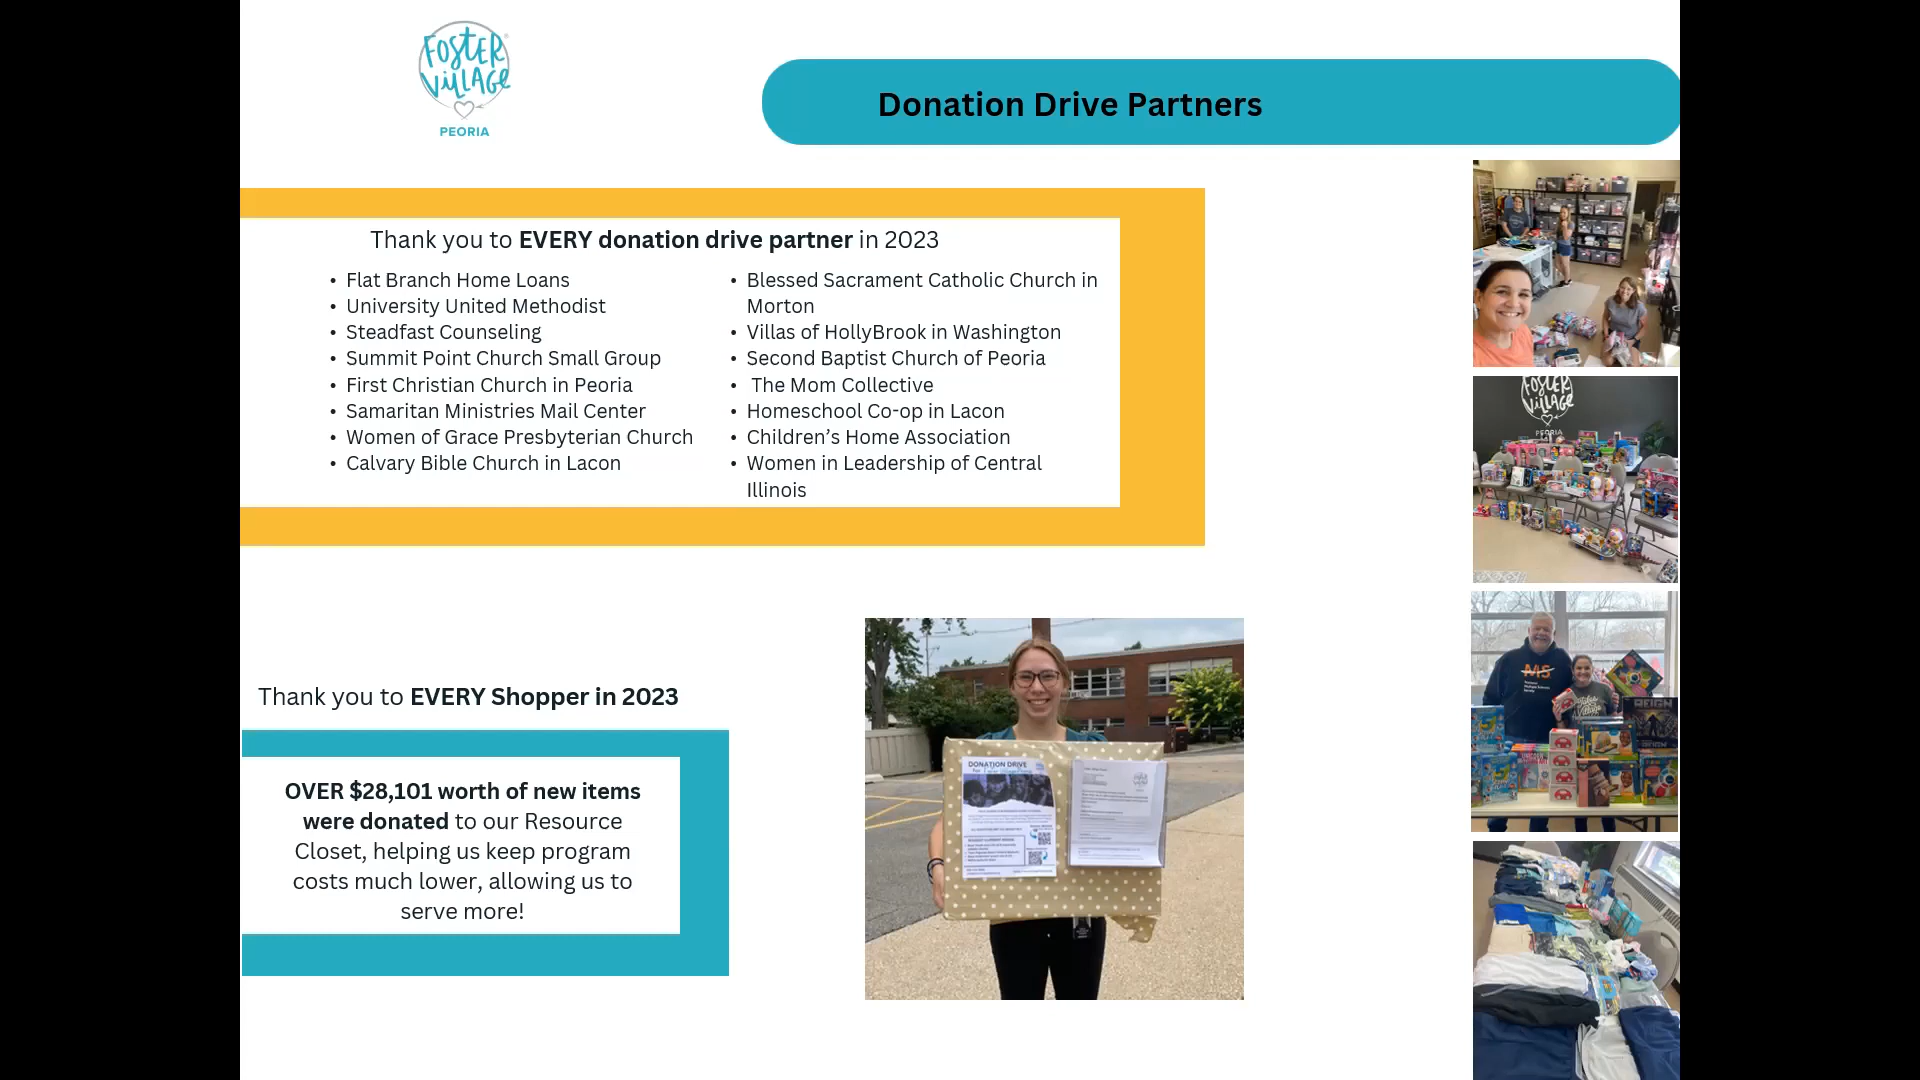 FOSTER
VILLAGE
PEORIA
Donation Drive Partners
Thank you to EVERY donation drive partner in 2023
• Flat Branch Home Loans
• University United Methodist
• Steadfast Counseling
• Summit Point Church Small Group
• First Christian Church in Peoria
• Samaritan Ministries Mail Center
• Women of Grace Presbyterian Church
• Calvary Bible Church in Lacon
• Blessed Sacrament Catholic Church in
Morton
• Villas of HollyBrook in Washington
• Second Baptist Church of Peoria
• The Mom Collective
• Homeschool Co-op in Lacon
• Children’s Home Association
• Women in Leadership of Central
Illinois
FOSTER
VILLAGE
PEORIA
Thank you to EVERY Shopper in 2023
OVER $28,101 worth of new items
were donated to our Resource
Closet, helping us keep program
costs much lower, allowing us to
serve more!
DONATION DRIVE
MS
REIGN